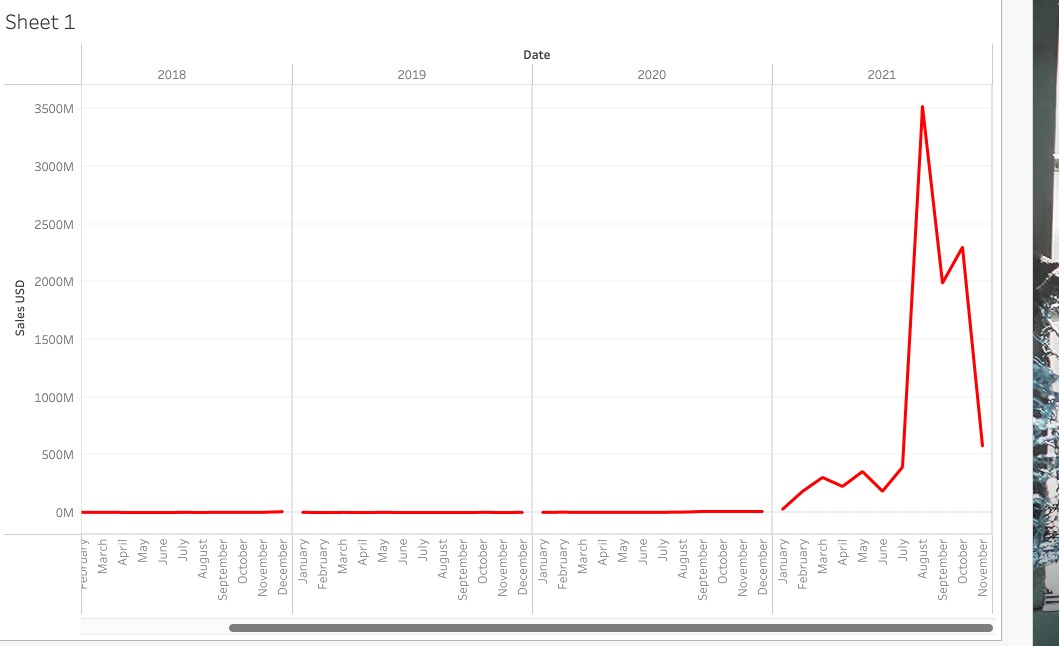 Sheet 1
Date
2018 2019 2020 2021
3500M
3000M
2500M
2000M
1500M
1000M
500M
0M
Sales USD
February March April May June July August September October November December January February March April May June July August September October November December January February March April May June July August September October November December January February March April May June July August September October November